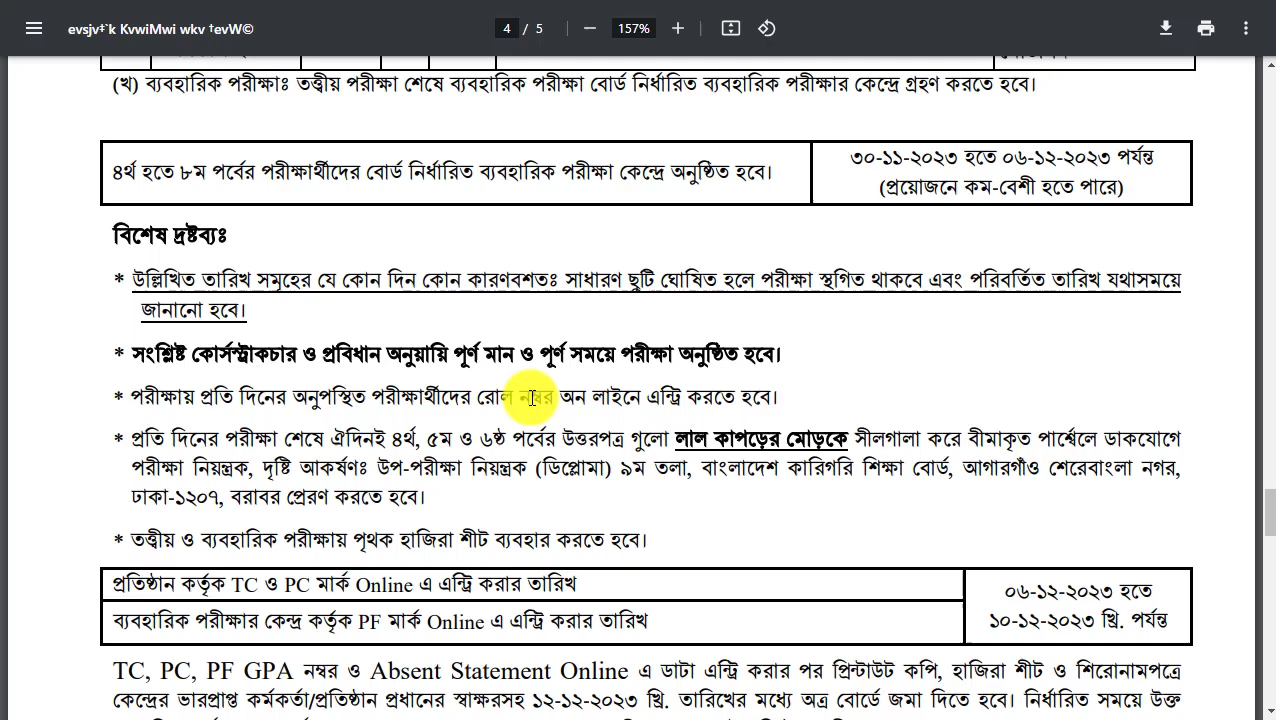 evsjv‡`k KvwiMwi wkv †evW©
4 / 5
157%
(খ) ব্যবহারিক পরীক্ষাঃ তত্ত্বীয় পরীক্ষা শেষে ব্যবহারিক পরীক্ষা বোর্ড নির্ধারিত ব্যবহারিক পরীক্ষার কেন্দ্রে গ্রহণ করতে হবে।
৪র্থ হতে ৮ম পর্বের পরীক্ষার্থীদের বোর্ড নির্ধারিত ব্যবহারিক পরীক্ষা কেন্দ্রে অনুষ্ঠিত হবে।
৩০-১১-২০২৩ হতে ০৬-১২-২০২৩ পর্যন্ত
(প্রয়োজনে কম-বেশী হতে পারে)
বিশেষ দ্রষ্টব্যঃ
* উল্লিখিত তারিখ সমূহের যে কোন দিন কোন কারণবশতঃ সাধারণ ছুটি ঘোষিত হলে পরীক্ষা স্থগিত থাকবে এবং পরিবর্তিত তারিখ যথাসময়ে
জানানো হবে।
* সংশ্লিষ্ট কোর্সস্ট্রাকচার ও প্রবিধান অনুয়ায়ি পূর্ণ মান ও পূর্ণ সময়ে পরীক্ষা অনুষ্ঠিত হবে।
* পরীক্ষায় প্রতি দিনের অনুপস্থিত পরীক্ষার্থীদের রোল নম্বর অন লাইনে এন্ট্রি করতে হবে।
* প্রতি দিনের পরীক্ষা শেষে ঐদিনই ৪র্থ, ৫ম ও ৬ষ্ঠ পর্বের উত্তরপত্র গুলো লাল কাপড়ের মোড়কে সীলগালা করে বীমাকৃত পার্শ্বেলে ডাকযোগে
পরীক্ষা নিয়ন্ত্রক, দৃষ্টি আকর্ষণঃ উপ-পরীক্ষা নিয়ন্ত্রক (ডিপ্লোমা) ৯ম তলা, বাংলাদেশ কারিগরি শিক্ষা বোর্ড, আগারগাঁও শেরেবাংলা নগর,
ঢাকা-১২০৭, বরাবর প্রেরণ করতে হবে।
* তত্ত্বীয় ও ব্যবহারিক পরীক্ষায় পৃথক হাজিরা শীট ব্যবহার করতে হবে।
প্রতিষ্ঠান কর্তৃক TC ও PC মার্ক Online এ এন্ট্রি করার তারিখ
ব্যবহারিক পরীক্ষার কেন্দ্র কর্তৃক PF মার্ক Online এ এন্ট্রি করার তারিখ
০৬-১২-২০২৩ হতে
১০-১২-২০২৩ খ্রি. পর্যন্ত
TC, PC, PF GPA নম্বর ও Absent Statement Online এ ডাটা এন্ট্রি করার পর প্রিন্টাউট কপি, হাজিরা শীট ও শিরোনামপত্রে
কেন্দ্রের ভারপ্রাপ্ত কর্মকর্তা/প্রতিষ্ঠান প্রধানের স্বাক্ষরসহ ১২-১২-২০২৩ খ্রি. তারিখের মধ্যে অত্র বোর্ডে জমা দিতে হবে। নির্ধারিত সময়ে উক্ত